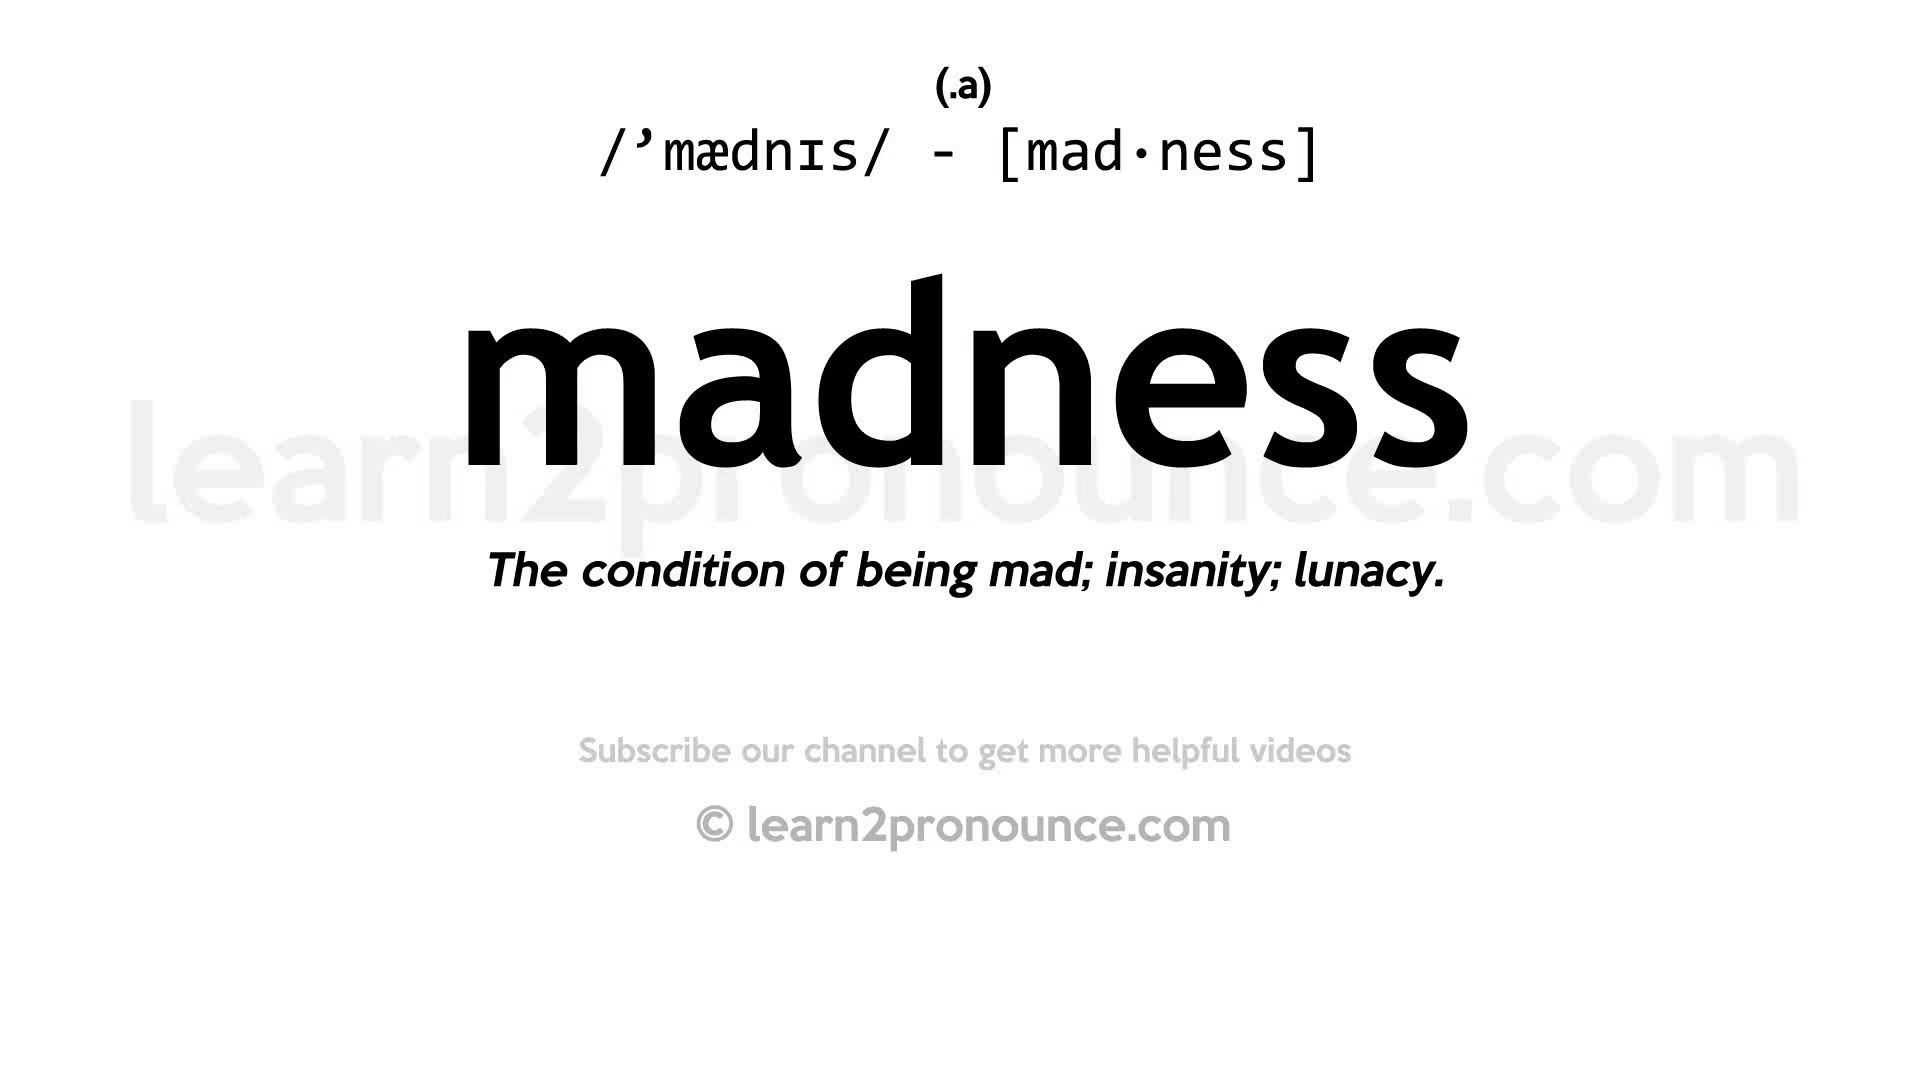 (.a)
/’mædnɪs/ - [mad·ness]
madness
learn2pronounce.com
The condition of being mad; insanity; lunacy.
Subscribe our channel to get more helpful videos
© learn2pronounce.com